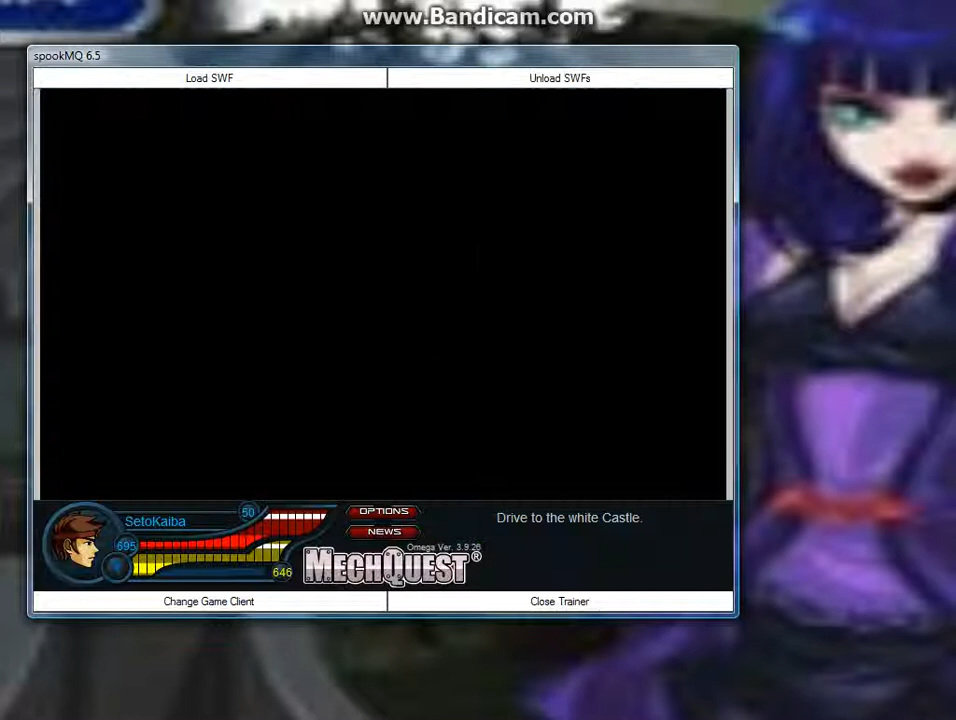 www.Bandicam.com
spookMQ 6.5
Load SWF
Unload SWFs
50
OPTIONS
SetoKaiba
Drive to the white Castle.
NEWS
695
Omega Ver. 3.9.26
MECHQUEST®
646
Change Game Client
Close Trainer